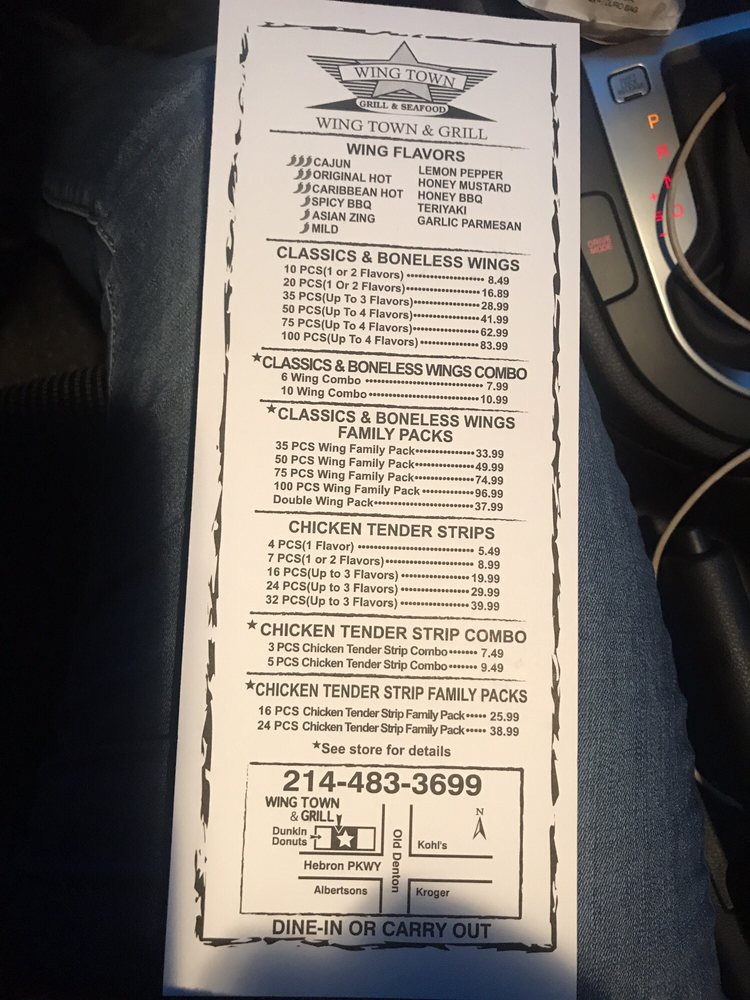 WING TOWN
GRILL & SEAFOOD
WING TOWN & GRILL
WING FLAVORS
CAJUN
ORIGINAL HOT
CARIBBEAN HOT
SPICY BBQ
ASIAN ZING
MILD
LEMON PEPPER
HONEY MUSTARD
HONEY BBQ
TERIYAKI
GARLIC PARMESAN
CLASSICS & BONELESS WINGS
10 PCS(1 or 2 Flavors) 8.49
20 PCS(1 Or 2 Flavors) 16.89
35 PCS(Up To 3 Flavors) 28.99
50 PCS(Up To 4 Flavors) 41.99
75 PCS(Up To 4 Flavors) 62.99
100 PCS(Up To 4 Flavors) 83.99
★CLASSICS & BONELESS WINGS COMBO
6 Wing Combo 7.99
10 Wing Combo 10.99
★CLASSICS & BONELESS WINGS
FAMILY PACKS
35 PCS Wing Family Pack 33.99
50 PCS Wing Family Pack 49.99
75 PCS Wing Family Pack 74.99
100 PCS Wing Family Pack 96.99
Double Wing Pack 37.99
CHICKEN TENDER STRIPS
4 PCS(1 Flavor) 5.49
7 PCS(1 or 2 Flavors) 8.99
16 PCS(Up to 3 Flavors) 19.99
24 PCS(Up to 3 Flavors) 29.99
32 PCS(Up to 3 Flavors) 39.99
★CHICKEN TENDER STRIP COMBO
3 PCS Chicken Tender Strip Combo 7.49
5 PCS Chicken Tender Strip Combo 9.49
★CHICKEN TENDER STRIP FAMILY PACKS
16 PCS Chicken Tender Strip Family Pack 25.99
24 PCS Chicken Tender Strip Family Pack 38.99
★See store for details
214-483-3699
WING TOWN
& GRILL
Dunkin
Donuts
Hebron PKWY
Albertsons
Old Denton
N
Kohl's
Kroger
DINE-IN OR CARRY OUT
P
DRIVE
MODE